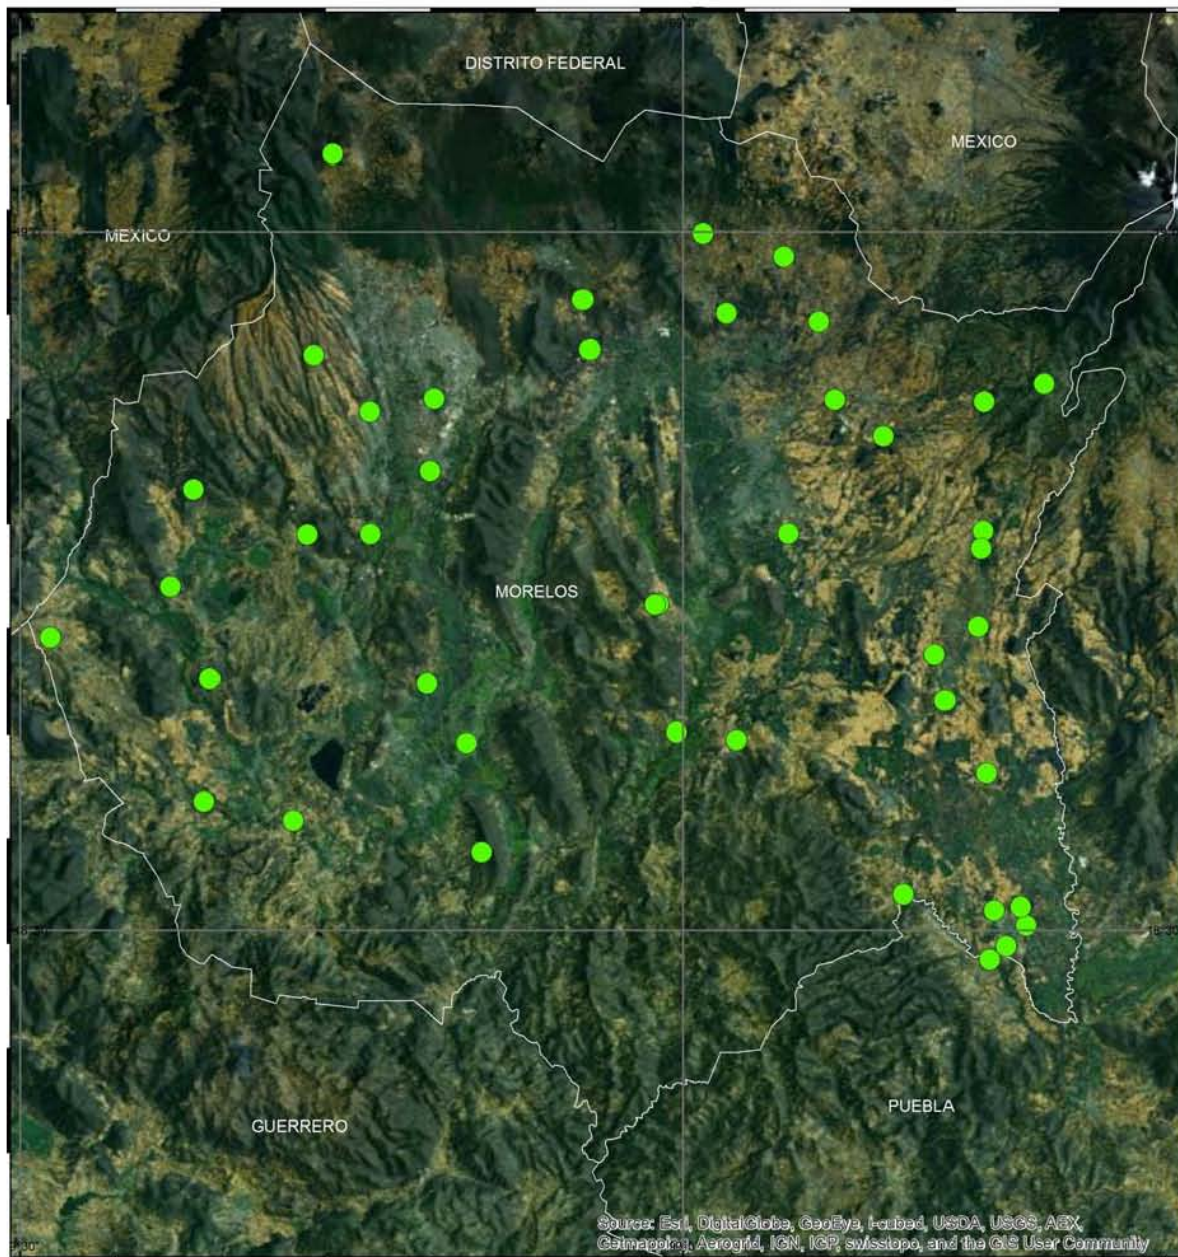 DISTRITO FEDERAL
MEXICO
MEXICO
MORELOS
PUEBLA
GUERRERO
Source: Esri, DigitalGlobe, GeoEye, i-cubed, USDA, USGS, AEX,
Getmapping, Aerogrid, IGN, IGP, swisstopo, and the GIS User Community